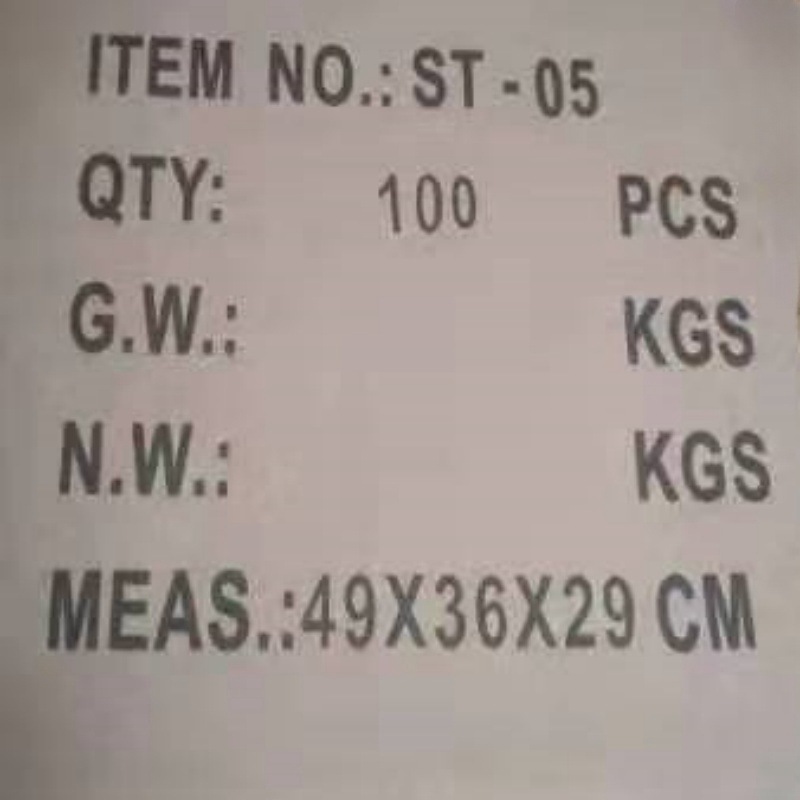 ITEM NO.: ST - 05
QTY: 100 PCS
G.W.: KGS
N.W.: KGS
MEAS.:49X36X29 CM